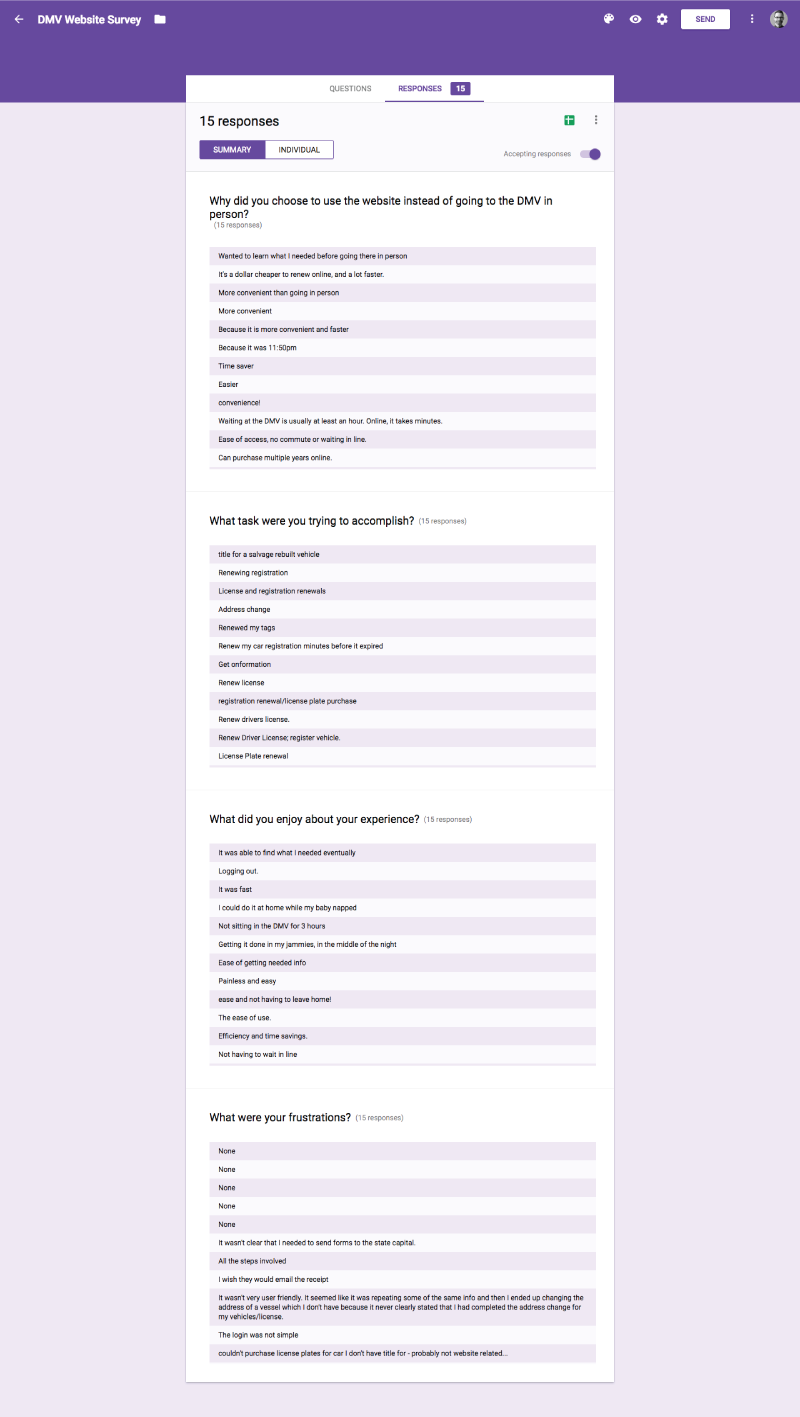 DMV Website Survey
SEND
QUESTIONS
RESPONSES 15
15 responses
SUMMARY
INDIVIDUAL
Accepting responses
Why did you choose to use the website instead of going to the DMV in
person?
(15 responses)
Wanted to learn what I needed before going there in person
It's a dollar cheaper to renew online, and a lot faster.
More convenient than going in person
More convenient
Because it is more convenient and faster
Because it was 11:50pm
Time saver
Easier
convenience!
Waiting at the DMV is usually at least an hour. Online, it takes minutes.
Ease of access, no commute or waiting in line.
Can purchase multiple years online.
What task were you trying to accomplish? (15 responses)
title for a salvage rebuilt vehicle
Renewing registration
License and registration renewals
Address change
Renewed my tags
Renew my car registration minutes before it expired
Get onformation
Renew license
registration renewal/license plate purchase
Renew drivers license.
Renew Driver License; register vehicle.
License Plate renewal
What did you enjoy about your experience? (15 responses)
It was able to find what I needed eventually
Logging out.
It was fast
I could do it at home while my baby napped
Not sitting in the DMV for 3 hours
Getting it done in my jammies, in the middle of the night
Ease of getting needed info
Painless and easy
ease and not having to leave home!
The ease of use.
Efficiency and time savings.
Not having to wait in line
What were your frustrations? (15 responses)
None
None
None
None
None
It wasn't clear that I needed to send forms to the state capital.
All the steps involved
I wish they would email the receipt
It wasn't very user friendly. It seemed like it was repeating some of the same info and then I ended up changing the
address of a vessel which I don't have because it never clearly stated that I had completed the address change for
my vehicles/license.
The login was not simple
couldn't purchase license plates for car I don't have title for - probably not website related...